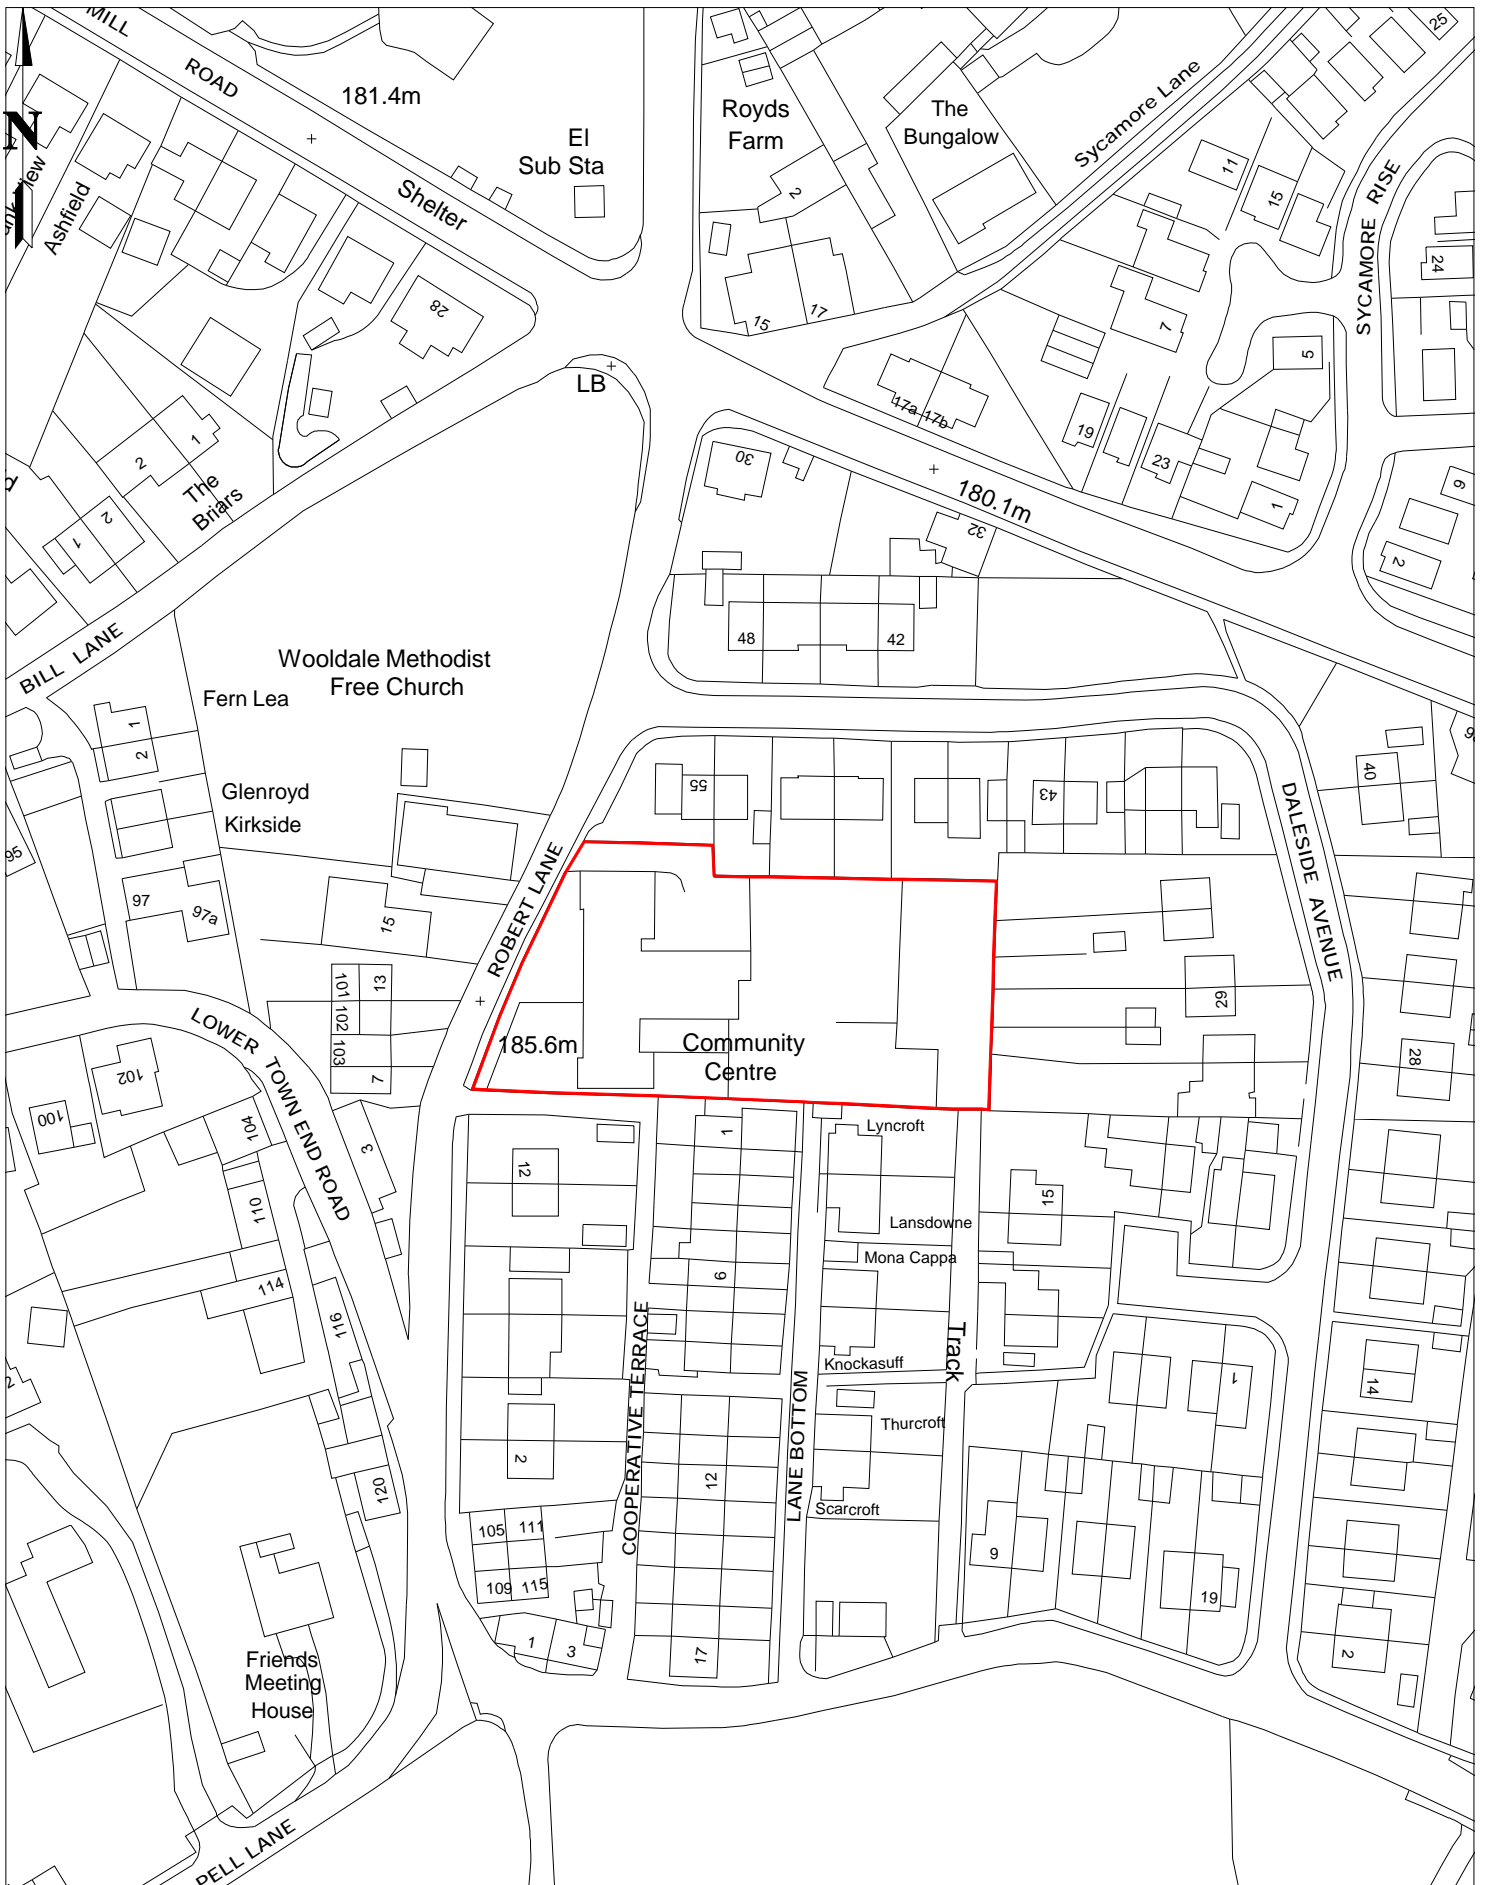 MILL
ROAD
181.4m
N
Ashfield
Shelter
El
Sub Sta
Royds
Farm
The
Bungalow
Sycamore Lane
25
11
15
SYCAMORE RISE
24
2
28
15
17
7
5
LB
17a
17b
19
23
1
180.1m
30
32
9
2
1
2
The
Briars
2
1
48
42
BILL LANE
Wooldale Methodist
Free Church
Fern Lea
1
2
Glenroyd
Kirkside
55
43
40
DALESIDE AVENUE
95
97
97a
15
ROBERT LANE
13
101
102
103
7
29
28
LOWER TOWN END ROAD
185.6m
Community
Centre
102
100
104
3
110
114
116
120
12
1
Lyncroft
15
Lansdowne
Mona Cappa
6
COOPERATIVE TERRACE
Track
Knockasuff
LANE BOTTOM
Thurcroft
1
14
2
2
12
Scarcroft
105
111
109
115
9
19
1
3
17
2
Friends
Meeting
House
PELL LANE